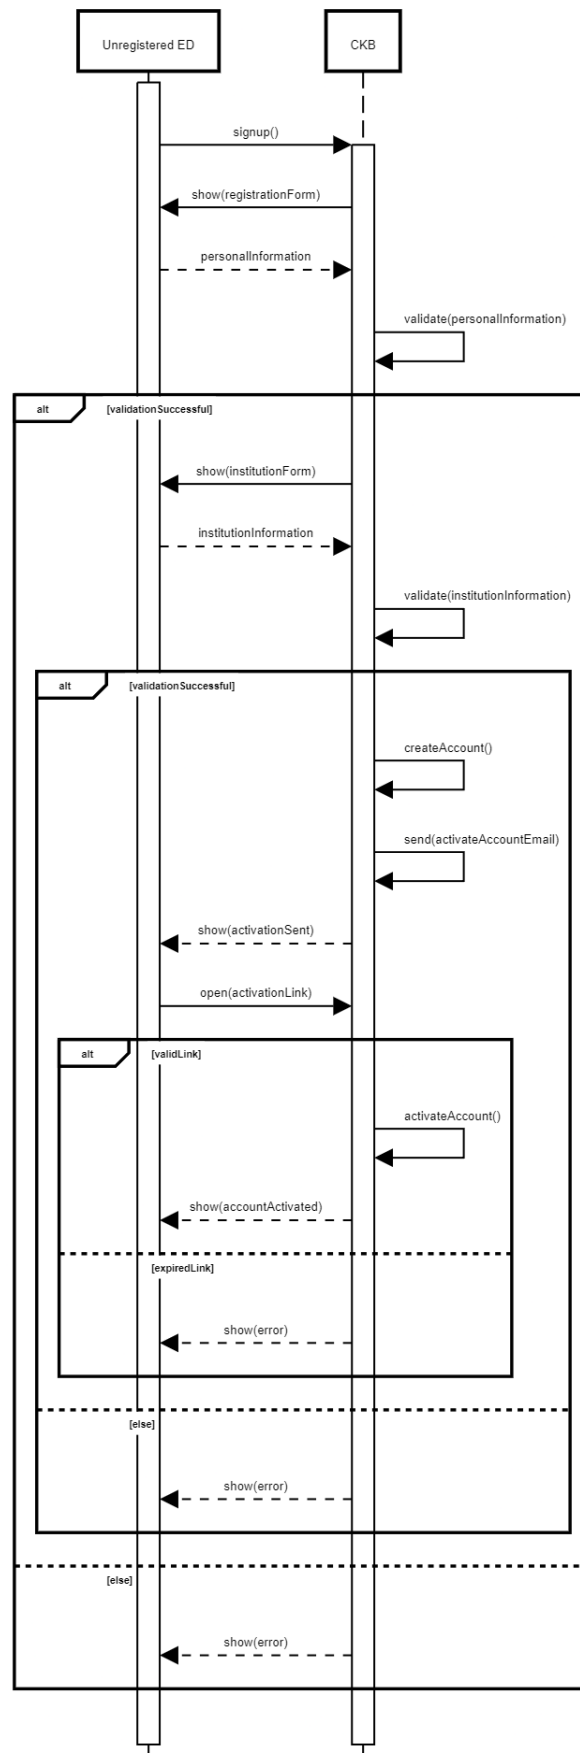 Unregistered ED
CKB
signup()
show(registrationForm)
personalInformation
validate(personalInformation)
alt
[validationSuccessful]
show(institutionForm)
institutionInformation
validate(institutionInformation)
alt
[validationSuccessful]
createAccount()
send(activateAccountEmail)
show(activationSent)
open(activationLink)
alt
[validLink]
activateAccount()
show(accountActivated)
[expiredLink]
show(error)
[else]
show(error)
[else]
show(error)